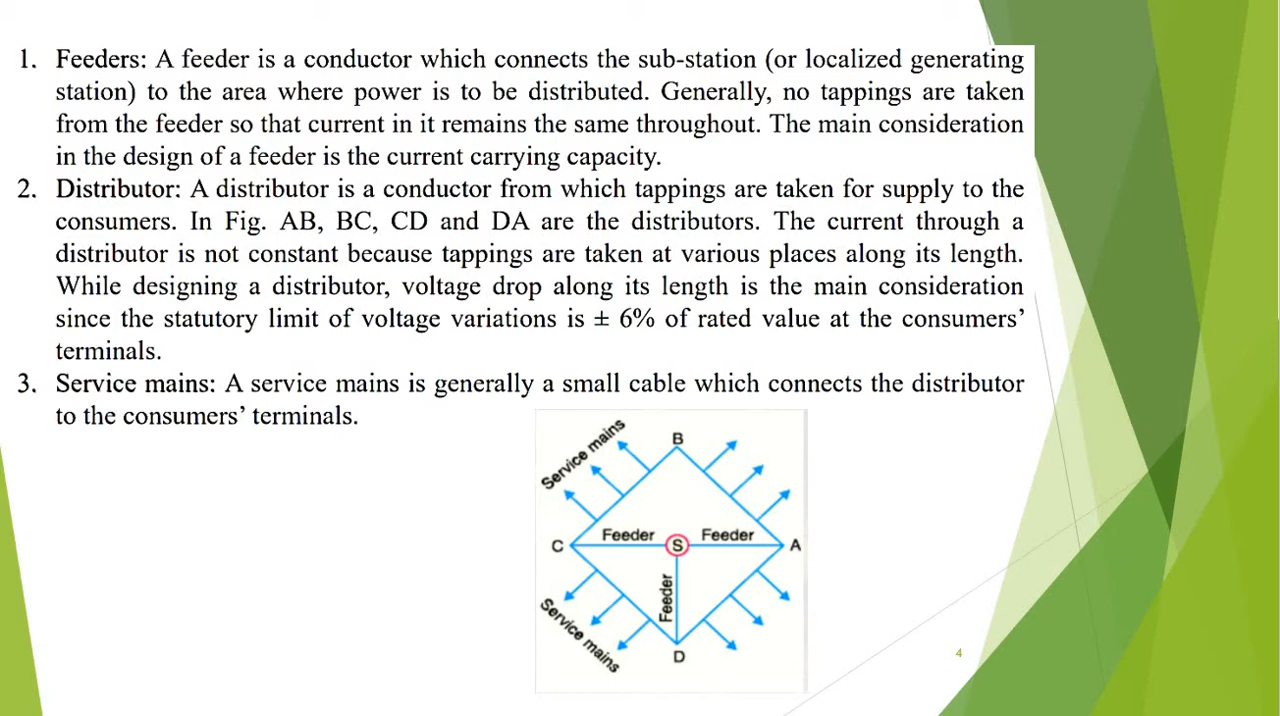 1. Feeders: A feeder is a conductor which connects the sub-station (or localized generating
station) to the area where power is to be distributed. Generally, no tappings are taken
from the feeder so that current in it remains the same throughout. The main consideration
in the design of a feeder is the current carrying capacity.
2. Distributor: A distributor is a conductor from which tappings are taken for supply to the
consumers. In Fig. AB, BC, CD and DA are the distributors. The current through a
distributor is not constant because tappings are taken at various places along its length.
While designing a distributor, voltage drop along its length is the main consideration
since the statutory limit of voltage variations is ± 6% of rated value at the consumers’
terminals.
3. Service mains: A service mains is generally a small cable which connects the distributor
to the consumers’ terminals.
Service mains
B
Feeder
Feeder
C
S
A
Feeder
Service mains
D
4